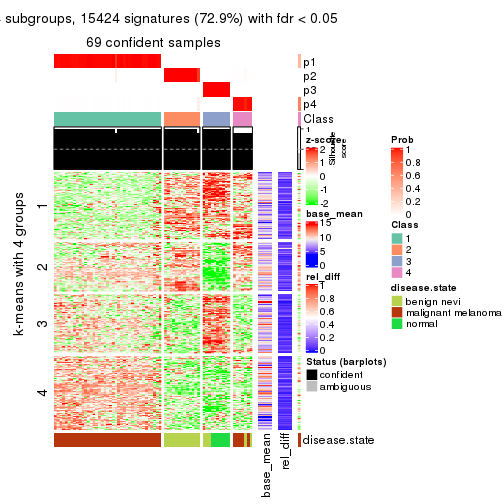 subgroups, 15424 signatures (72.9%) with fdr < 0.05
69 confident samples
p1
p2
p3
p4
Class
1
Silhouette
score
k-means with 4 groups
1
2
3
4
base_mean
rel_diff
disease.state
z-score
2
1
0
-1
-2
base_mean
15
10
5
0
rel_diff
1
0.8
0.6
0.4
0.2
0
Status (barplots)
confident
ambiguous
Prob
1
0.8
0.6
0.4
0.2
0
Class
1
2
3
4
disease.state
benign nevi
malignant melanoma
normal